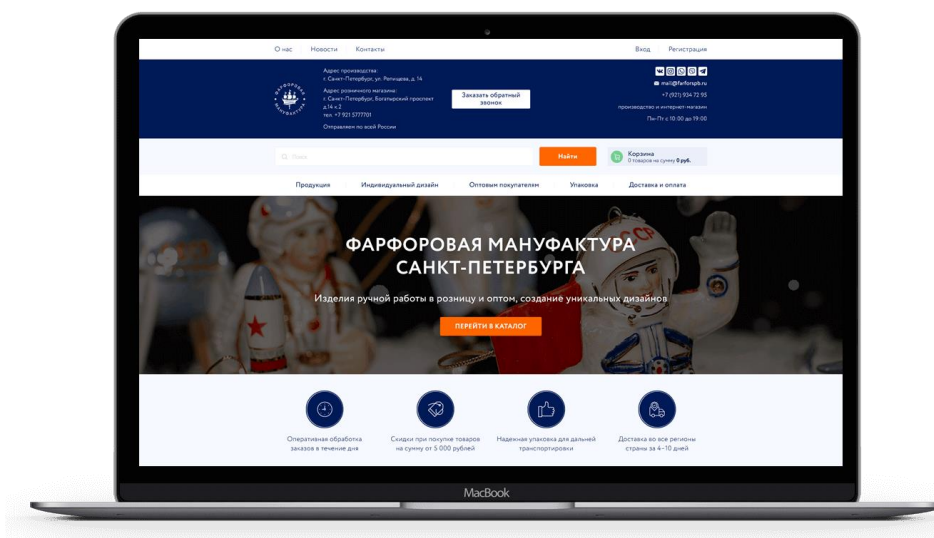 О нас
Новости
Контакты
Вход
Регистрация
ФАРФОРОВАЯ
МАНУФАКТУРА
Адрес производства
г. Санкт-Петербург, ул. Репищева, д. 14
Адрес розничного магазина:
г. Санкт-Петербург, Богатырский проспект
д.14 к.2
тел. +7 921 5777701
Отправляем по всей России
Заказать обратный
звонок
mail@farforspb.ru
+7 (921) 934 72 95
производство и интернет-магазин
Пн-Пт с 10:00 до 19:00
Поиск
Найти
Корзина
0 товаров на сумму 0 руб.
Продукция
Индивидуальный дизайн
Оптовым покупателям
Упаковка
Доставка и оплата
СССР
ФАРФОРОВАЯ МАНУФАКТУРА
САНКТ-ПЕТЕРБУРГА
Изделия ручной работы в розницу и оптом, создание уникальных дизайнов
ПЕРЕЙТИ В КАТАЛОГ
Оперативная обработка
заказов в течение дня
Скидки при покупке товаров
на сумму от 5 000 рублей
Надежная упаковка для дальней
транспортировки
Доставка во все регионы
страны за 4-10 дней
MacBook